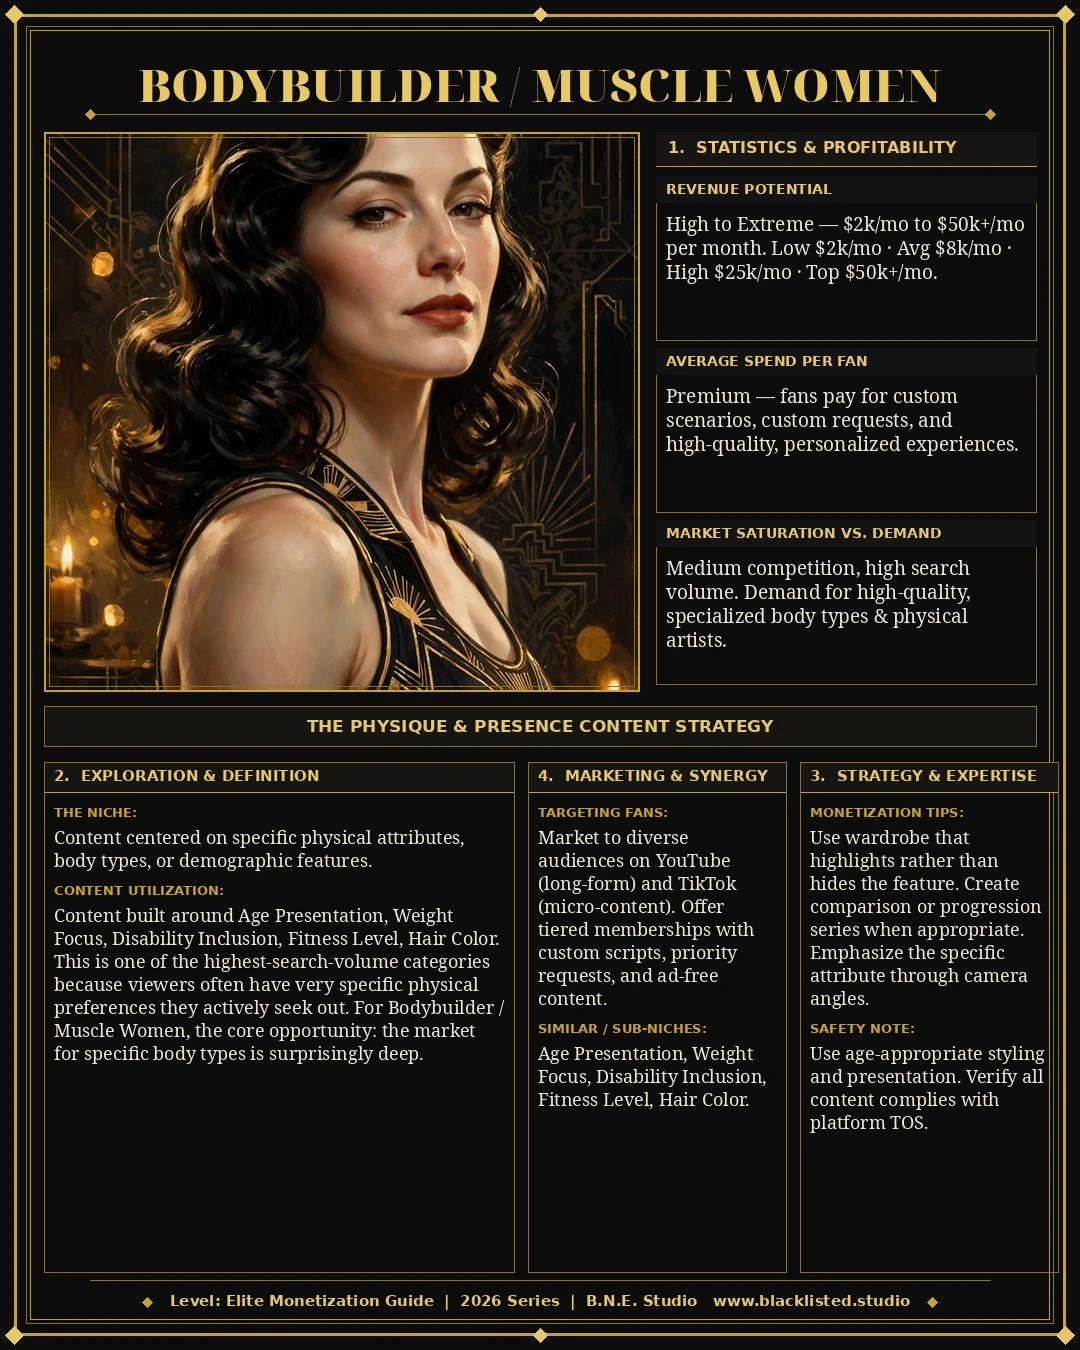 BODYBUILDER / MUSCLE WOMEN
1. STATISTICS & PROFITABILITY
REVENUE POTENTIAL
High to Extreme — $2k/mo to $50k+/mo
per month. Low $2k/mo · Avg $8k/mo ·
High $25k/mo · Top $50k+/mo.
AVERAGE SPEND PER FAN
Premium — fans pay for custom
scenarios, custom requests, and
high-quality, personalized experiences.
MARKET SATURATION VS. DEMAND
Medium competition, high search
volume. Demand for high-quality,
specialized body types & physical
artists.
THE PHYSIQUE & PRESENCE CONTENT STRATEGY
2. EXPLORATION & DEFINITION
THE NICHE:
Content centered on specific physical attributes,
body types, or demographic features.
CONTENT UTILIZATION:
Content built around Age Presentation, Weight
Focus, Disability Inclusion, Fitness Level, Hair Color.
This is one of the highest-search-volume categories
because viewers often have very specific physical
preferences they actively seek out. For Bodybuilder /
Muscle Women, the core opportunity: the market
for specific body types is surprisingly deep.
4. MARKETING & SYNERGY
TARGETING FANS:
Market to diverse
audiences on YouTube
(long-form) and TikTok
(micro-content). Offer
tiered memberships with
custom scripts, priority
requests, and ad-free
content.
SIMILAR / SUB-NICHES:
Age Presentation, Weight
Focus, Disability Inclusion,
Fitness Level, Hair Color.
3. STRATEGY & EXPERTISE
MONETIZATION TIPS:
Use wardrobe that
highlights rather than
hides the feature. Create
comparison or progression
series when appropriate.
Emphasize the specific
attribute through camera
angles.
SAFETY NOTE:
Use age-appropriate styling
and presentation. Verify all
content complies with
platform TOS.
Level: Elite Monetization Guide | 2026 Series | B.N.E. Studio www.blacklisted.studio